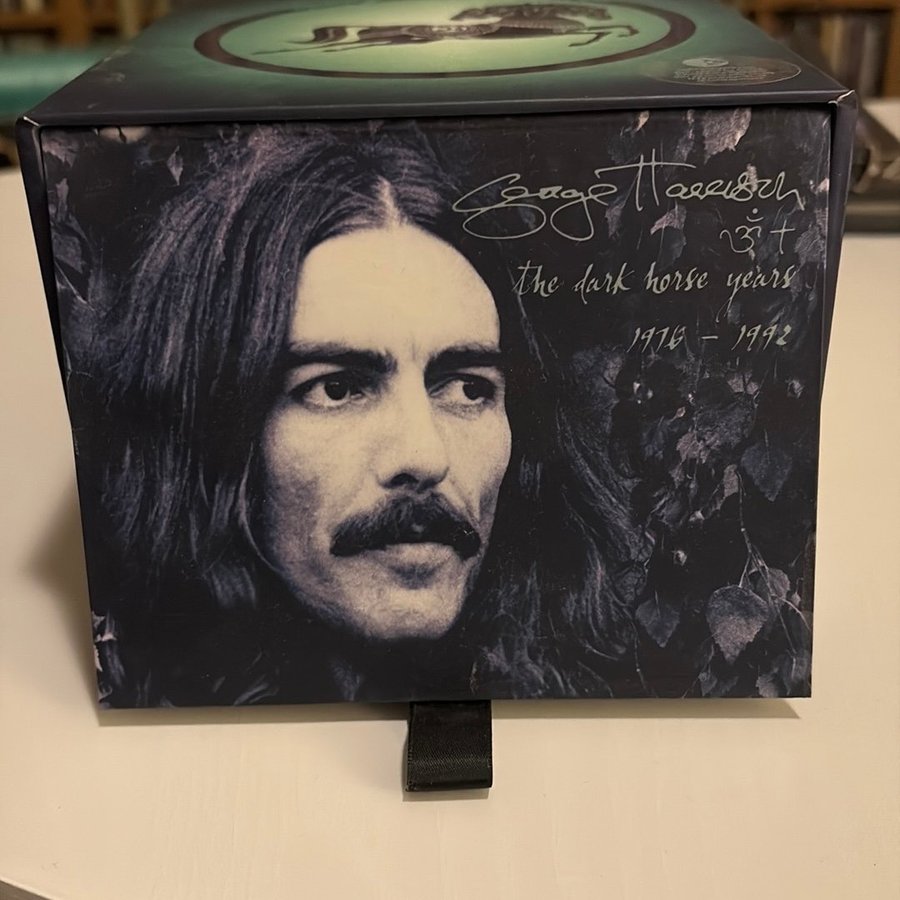 George Harrison
ॐ †
the dark horse years
1976 - 1992